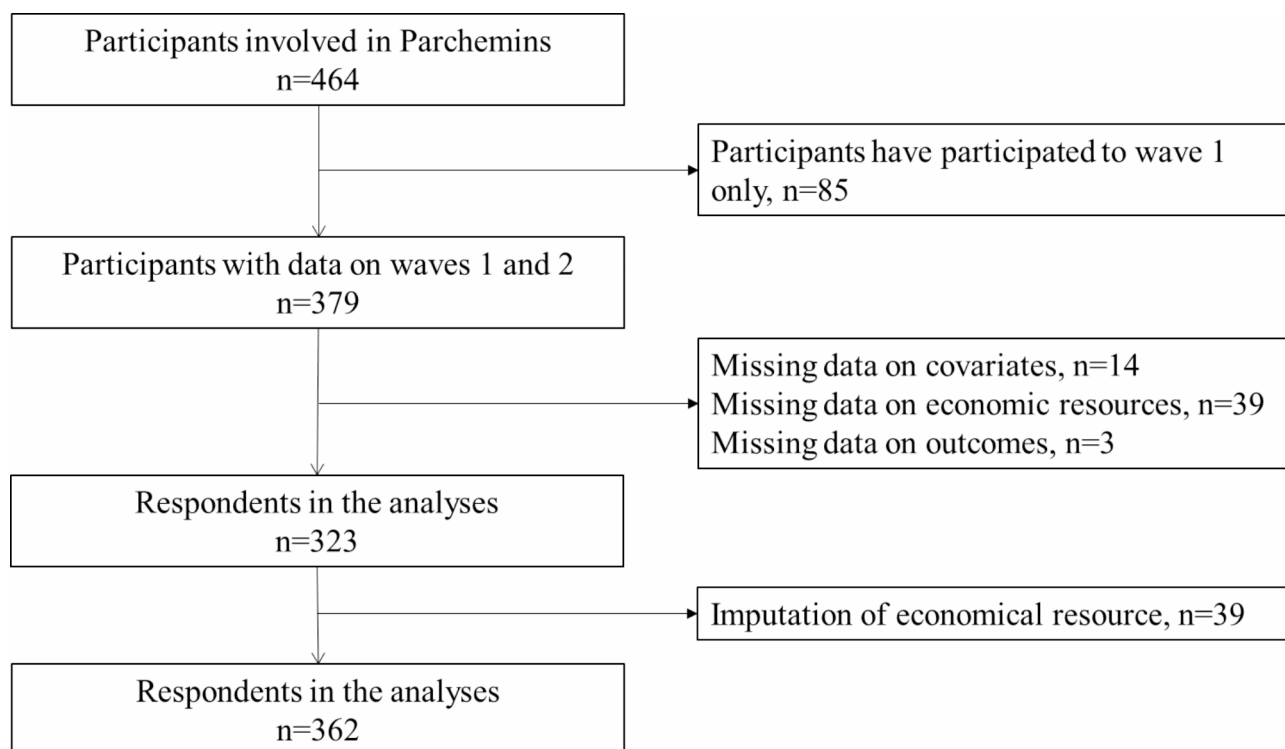 Participants involved in Parchemins
n=464
Participants have participated to wave 1
only, n=85
Participants with data on waves 1 and 2
n=379
Missing data on covariates, n=14
Missing data on economic resources, n=39
Missing data on outcomes, n=3
Respondents in the analyses
n=323
Imputation of economical resource, n=39
Respondents in the analyses
n=362